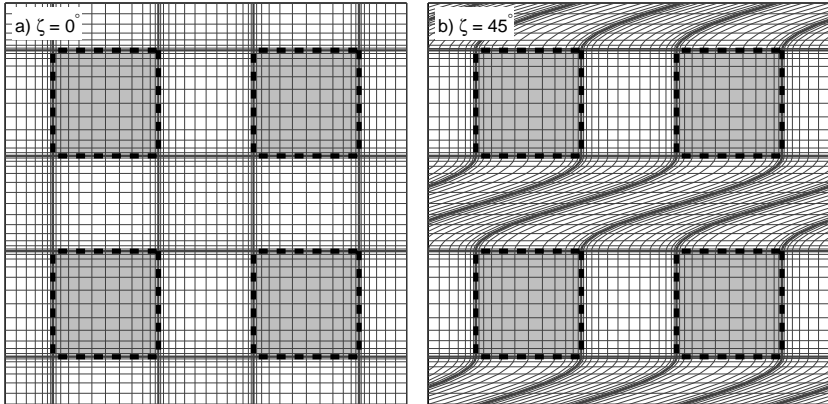 a) ζ = 0°
b) ζ = 45°